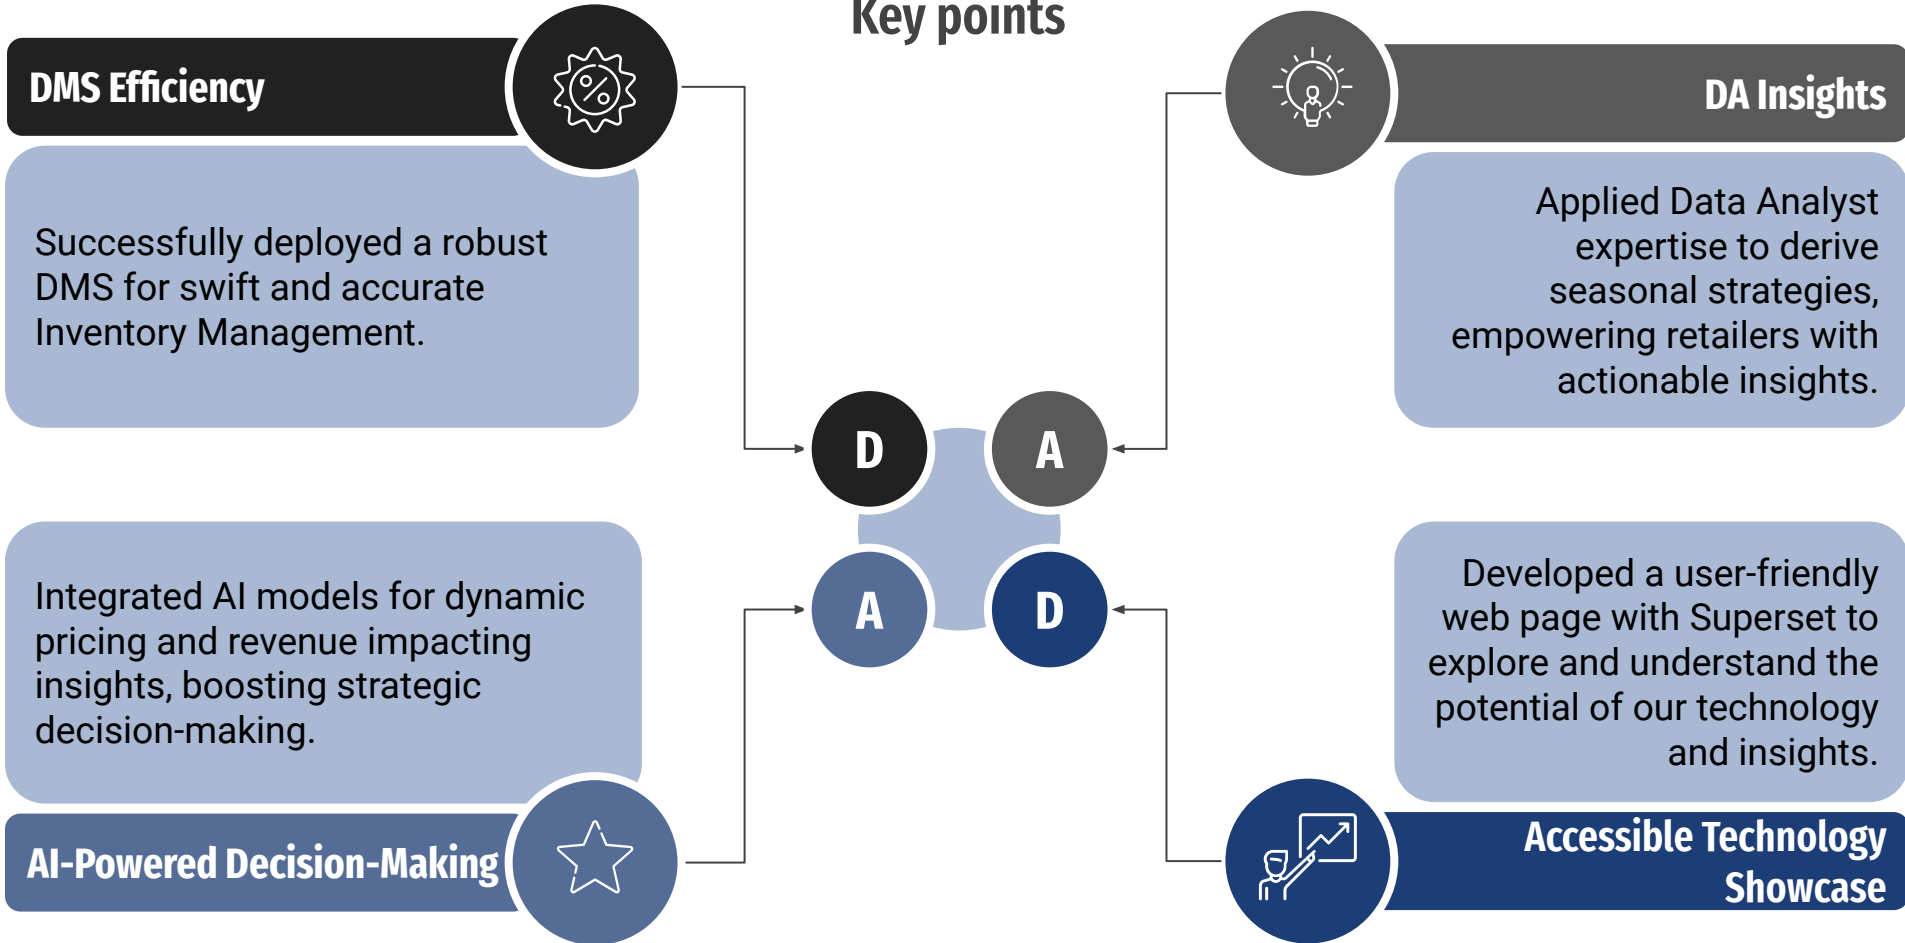 Key points
DMS Efficiency
Successfully deployed a robust
DMS for swift and accurate
Inventory Management.
DA Insights
Applied Data Analyst
expertise to derive
seasonal strategies,
empowering retailers with
actionable insights.
D
A
A
D
Integrated AI models for dynamic
pricing and revenue impacting
insights, boosting strategic
decision-making.
AI-Powered Decision-Making
Developed a user-friendly
web page with Superset to
explore and understand the
potential of our technology
and insights.
Accessible Technology
Showcase